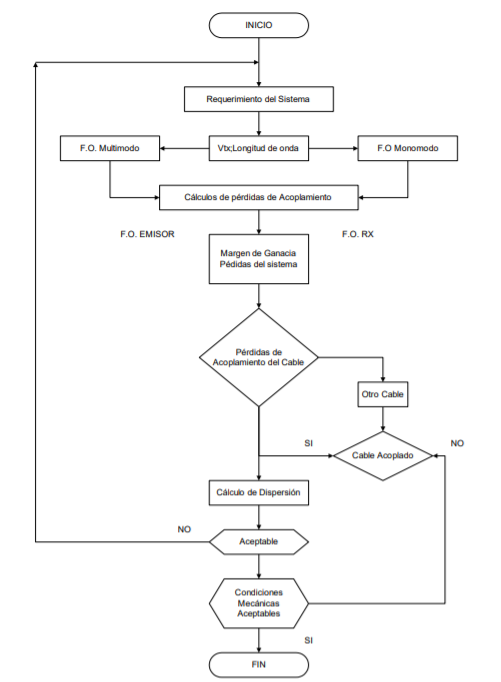 INICIO
Requerimiento del Sistema
F.O. Multimodo
Vtx;Longitud de onda
F.O Monomodo
Cálculos de pérdidas de Acoplamiento
F.O. EMISOR
F.O. RX
Margen de Ganacia
Pédidas del sistema
Pérdidas de
Acoplamiento del Cable
Otro Cable
SI
NO
Cable Acoplado
Cálculo de Dispersión
NO
Aceptable
Condiciones
Mecánicas
Aceptables
SI
FIN